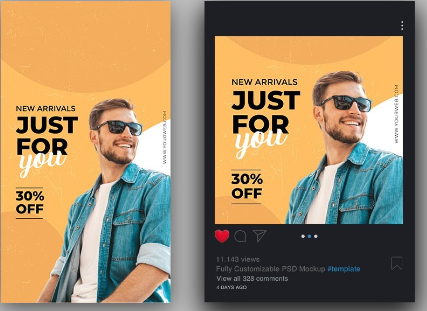 NEW ARRIVALS
JUST
FOR
you
30%
OFF
WWW.YOURWEB.COM
NEW ARRIVALS
JUST
FOR
you
30%
OFF
WWW.YOURWEB.COM
11,143 views
Fully Customizable PSD Mockup #template
View all 328 comments
4 DAYS AGO